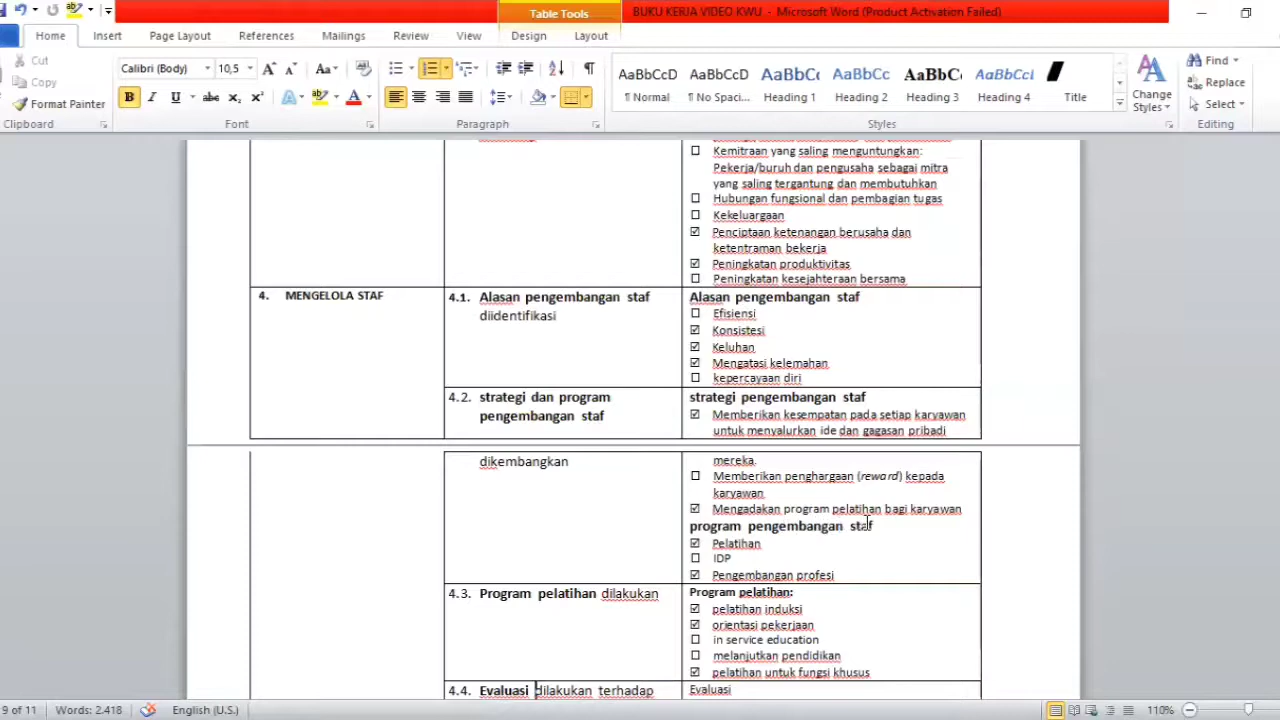 Table Tools
BUKU KERJA VIDEO KWU - Microsoft Word (Product Activation Failed)
Home Insert Page Layout References Mailings Review View Design Layout
Cut
Copy
Format Painter
Clipboard
Calibri (Body) 10,5
Font
Paragraph
AaBbCcD AaBbCcD AaBbCc AaBbCc AaBbCc AaBbCcI
¶ Normal ¶ No Spaci... Heading 1 Heading 2 Heading 3 Heading 4 Title
Change Styles
Styles
Find
Replace
Select
Editing
☐ Kemitraan yang saling menguntungkan:
Pekerja/buruh dan pengusaha sebagai mitra
yang saling tergantung dan membutuhkan
☐ Hubungan fungsional dan pembagian tugas
☐ Kekeluargaan
☑ Penciptaan ketenangan berusaha dan
ketentraman bekerja
☑ Peningkatan produktivitas
☐ Peningkatan kesejahteraan bersama
4. MENGELOLA STAF
4.1. Alasan pengembangan staf
diidentifikasi
Alasan pengembangan staf
☐ Efisiensi
☑ Konsistesi
☑ Keluhan
☑ Mengatasi kelemahan
☐ kepercayaan diri
4.2. strategi dan program
pengembangan staf
strategi pengembangan staf
☑ Memberikan kesempatan pada setiap karyawan
untuk menyalurkan ide dan gagasan pribadi
dikembangkan
mereka
☐ Memberikan penghargaan (reward) kepada
karyawan
☑ Mengadakan program pelatihan bagi karyawan
program pengembangan staf
☑ Pelatihan
☐ IDP
☑ Pengembangan profesi
4.3. Program pelatihan dilakukan
Program pelatihan:
☑ pelatihan induksi
☑ orientasi pekerjaan
☐ in service education
☐ melanjutkan pendidikan
☑ pelatihan untuk fungsi khusus
4.4. Evaluasi dilakukan terhadap
Evaluasi
9 of 11 Words: 2.418 English (U.S.) 110%